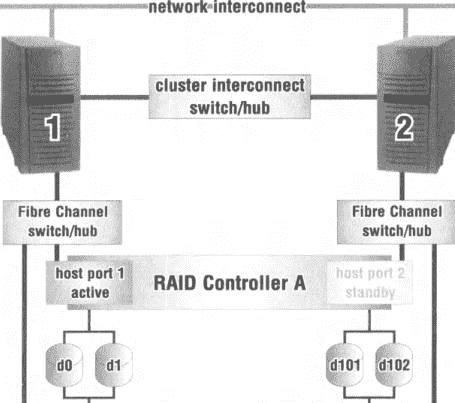 network interconnect
cluster interconnect
switch/hub
1
2
Fibre Channel
switch/hub
Fibre Channel
switch/hub
host port 1
active
RAID Controller A
host port 2
standby
d0
d1
d101
d102